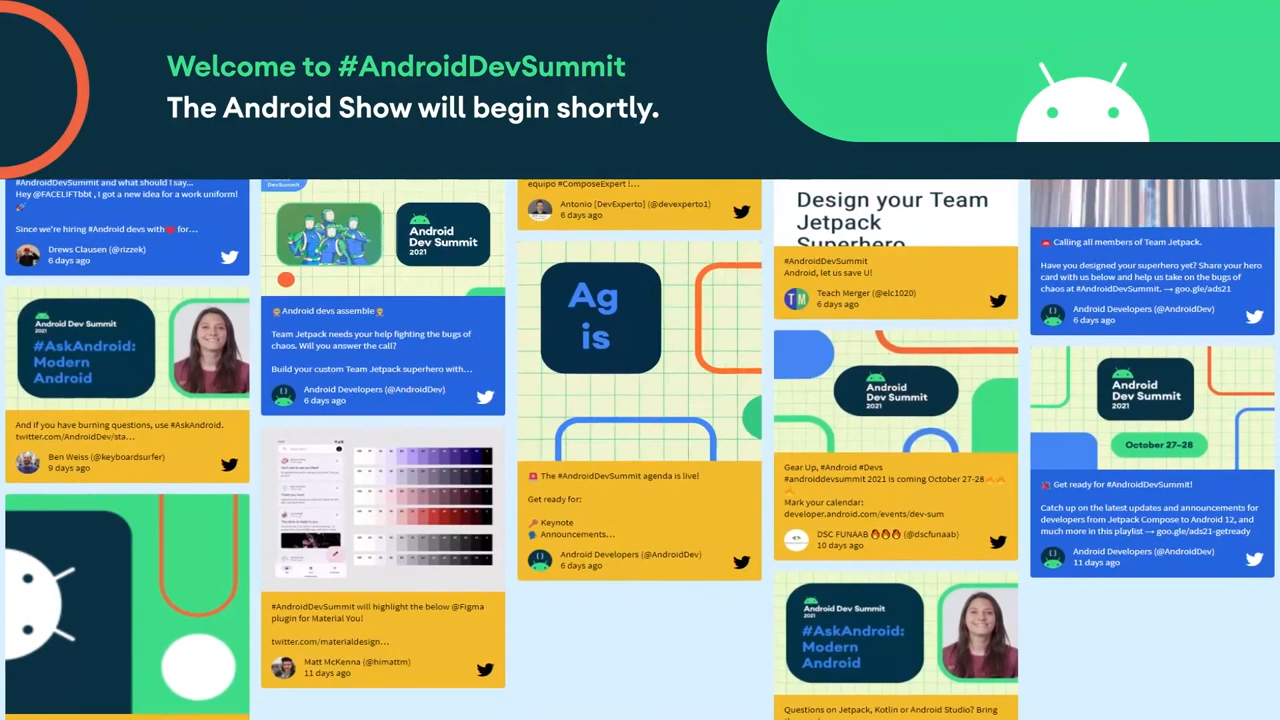 Welcome to #AndroidDevSummit
The Android Show will begin shortly.
#AndroidDevSummit and what should I say...
Hey @FACELIFTbbt , I got a new idea for a work uniform!
🚀
Since we're hiring #Android devs with for...
Drews Clausen (@rizzek)
6 days ago
Android Dev Summit
2021
#AskAndroid:
Modern
Android
And if you have burning questions, use #AskAndroid.
twitter.com/AndroidDev/sta...
Ben Weiss (@keyboardsurfer)
9 days ago
DevSummit
Android
Dev Summit
2021
Android devs assemble
Team Jetpack needs your help fighting the bugs of
chaos. Will you answer the call?
Build your custom Team Jetpack superhero with...
Android Developers (@AndroidDev)
6 days ago
#AndroidDevSummit will highlight the below @Figma
plugin for Material You!
twitter.com/materialdesign...
Matt McKenna (@himattm)
11 days ago
equipo #ComposeExpert !...
Antonio [DevExperto] (@devexperto1)
6 days ago
Ag
is
🚨 The #AndroidDevSummit agenda is live!
Get ready for:
🔑 Keynote
🗣 Announcements...
Android Developers (@AndroidDev)
6 days ago
Design your Team
Jetpack
Superhero
#AndroidDevSummit
Android, let us save U!
TM
Teach Merger (@elc1020)
6 days ago
Android
Dev Summit
2021
Gear Up, #Android #Devs
#androiddevsummit 2021 is coming October 27-28🔥🔥
🔥
Mark your calendar:
developer.android.com/events/dev-sum
DSC FUNAAB 🔥🔥🔥 (@dscfunaab)
10 days ago
Android Dev Summit
2021
#AskAndroid:
Modern
Android
Questions on Jetpack, Kotlin or Android Studio? Bring
🚨 Calling all members of Team Jetpack.
Have you designed your superhero yet? Share your hero
card with us below and help us take on the bugs of
chaos at #AndroidDevSummit. → goo.gle/ads21
Android Developers (@AndroidDev)
6 days ago
Android
Dev Summit
2021
October 27–28
Get ready for #AndroidDevSummit!
Catch up on the latest updates and announcements for
developers from Jetpack Compose to Android 12, and
much more in this playlist → goo.gle/ads21-getready
Android Developers (@AndroidDev)
11 days ago